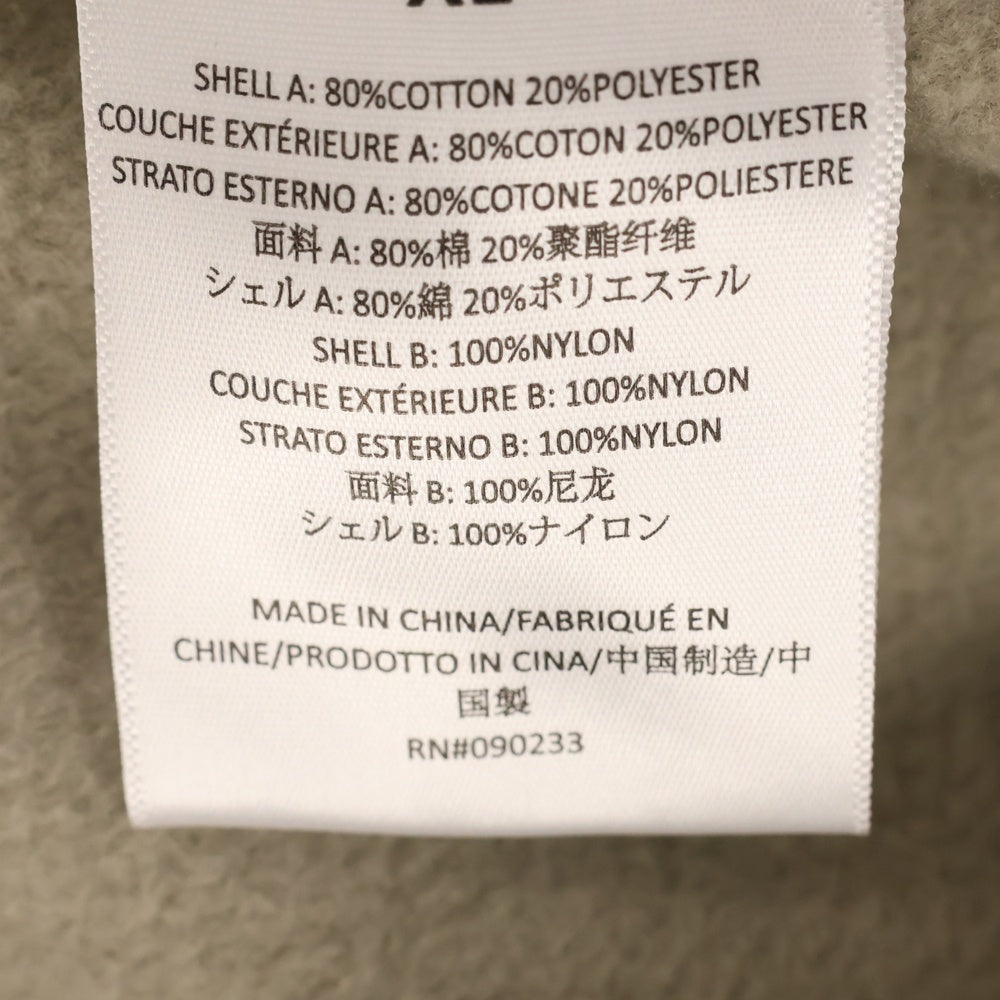 XL
SHELL A: 80%COTTON 20%POLYESTER
COUCHE EXTÉRIEURE A: 80%COTON 20%POLYESTER
STRATO ESTERNO A: 80%COTONE 20%POLIESTERE
面料 A: 80%棉 20%聚酯纤维
シェル A: 80%綿 20%ポリエステル
SHELL B: 100%NYLON
COUCHE EXTÉRIEURE B: 100%NYLON
STRATO ESTERNO B: 100%NYLON
面料 B: 100%尼龙
シェル B: 100%ナイロン
MADE IN CHINA/FABRIQUÉ EN
CHINE/PRODOTTO IN CINA/中国制造/中
国製
RN#090233